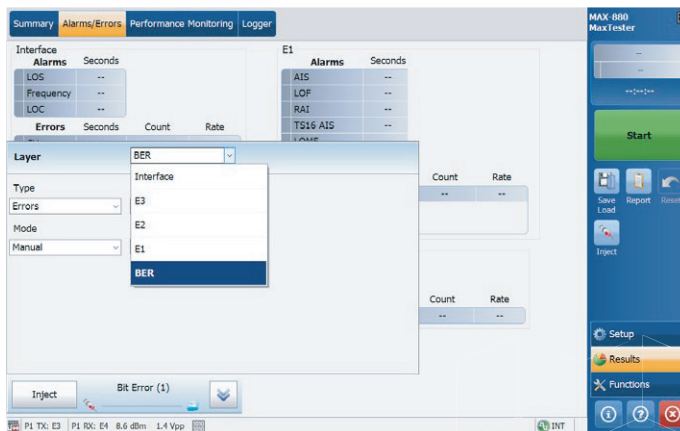 Summary Alarms/Errors Performance Monitoring Logger
MAX-880
MaxTester
Interface
Alarms Seconds
LOS --
Frequency --
LOC --
Errors Seconds Count Rate
E1
Alarms Seconds
AIS --
LOF --
RAI --
TS16 AIS --
Count Rate
-- --
Count Rate
-- --
Layer BER
Interface
E3
E2
E1
BER
Type
Errors
Mode
Manual
Inject Bit Error (1)
--
--
--:--:--
Start
Save
Load
Report
Reset
Inject
Setup
Results
Functions
P1 TX: E3 P1 RX: E4 8.6 dBm 1.4 Vpp
INT